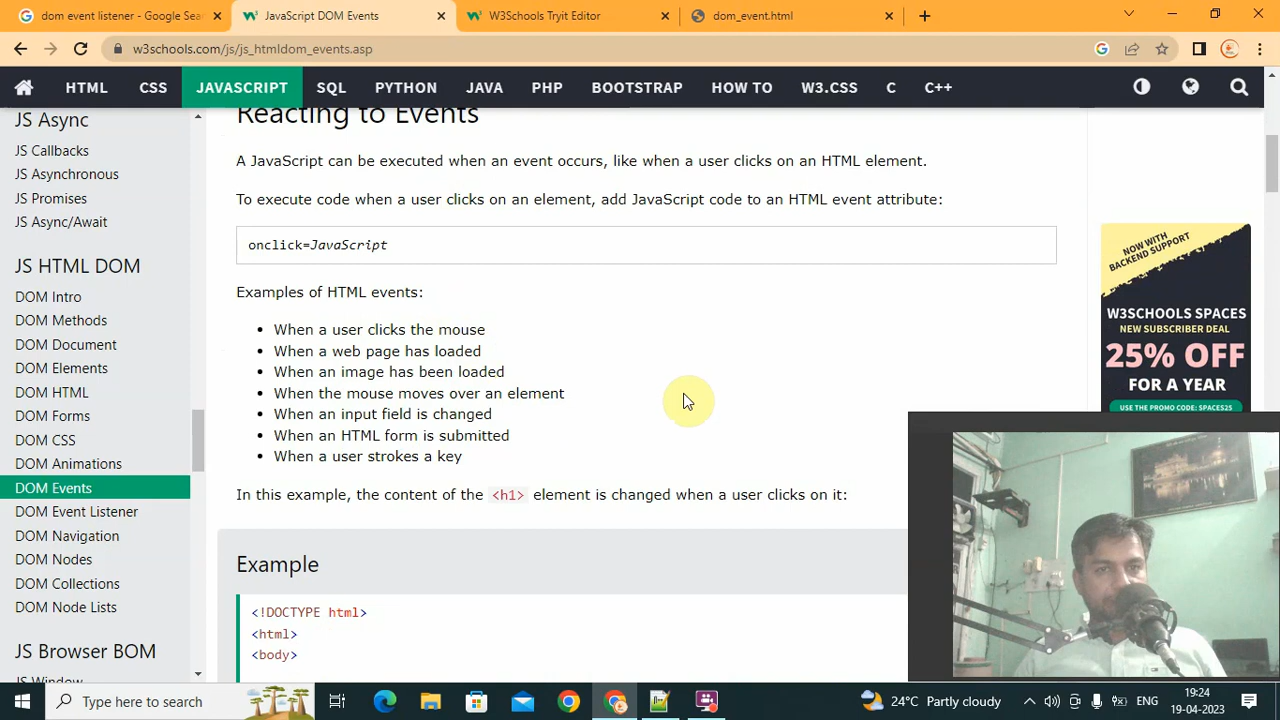 dom event listener - Google Sea
JavaScript DOM Events
W3Schools Tryit Editor
dom_event.html
w3schools.com/js/js_htmldom_events.asp
HTML
CSS
JAVASCRIPT
SQL
PYTHON
JAVA
PHP
BOOTSTRAP
HOW TO
W3.CSS
C
C++
JS Async
JS Callbacks
JS Asynchronous
JS Promises
JS Async/Await
JS HTML DOM
DOM Intro
DOM Methods
DOM Document
DOM Elements
DOM HTML
DOM Forms
DOM CSS
DOM Animations
DOM Events
DOM Event Listener
DOM Navigation
DOM Nodes
DOM Collections
DOM Node Lists
JS Browser BOM
JS Window
Reacting to Events
A JavaScript can be executed when an event occurs, like when a user clicks on an HTML element.
To execute code when a user clicks on an element, add JavaScript code to an HTML event attribute:
onclick=JavaScript
Examples of HTML events:
• When a user clicks the mouse
• When a web page has loaded
• When an image has been loaded
• When the mouse moves over an element
• When an input field is changed
• When an HTML form is submitted
• When a user strokes a key
In this example, the content of the <h1> element is changed when a user clicks on it:
Example
<!DOCTYPE html>
<html>
<body>
NOW WITH
BACKEND SUPPORT
W3SCHOOLS SPACES
NEW SUBSCRIBER DEAL
25% OFF
FOR A YEAR
USE THE PROMO CODE: SPACES25
Type here to search
24°C Partly cloudy
ENG
19:24
19-04-2023